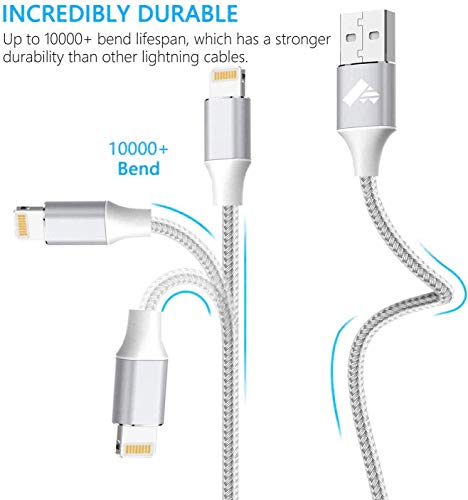 INCREDIBLY DURABLE
Up to 10000+ bend lifespan, which has a stronger
durability than other lightning cables.
10000+
Bend